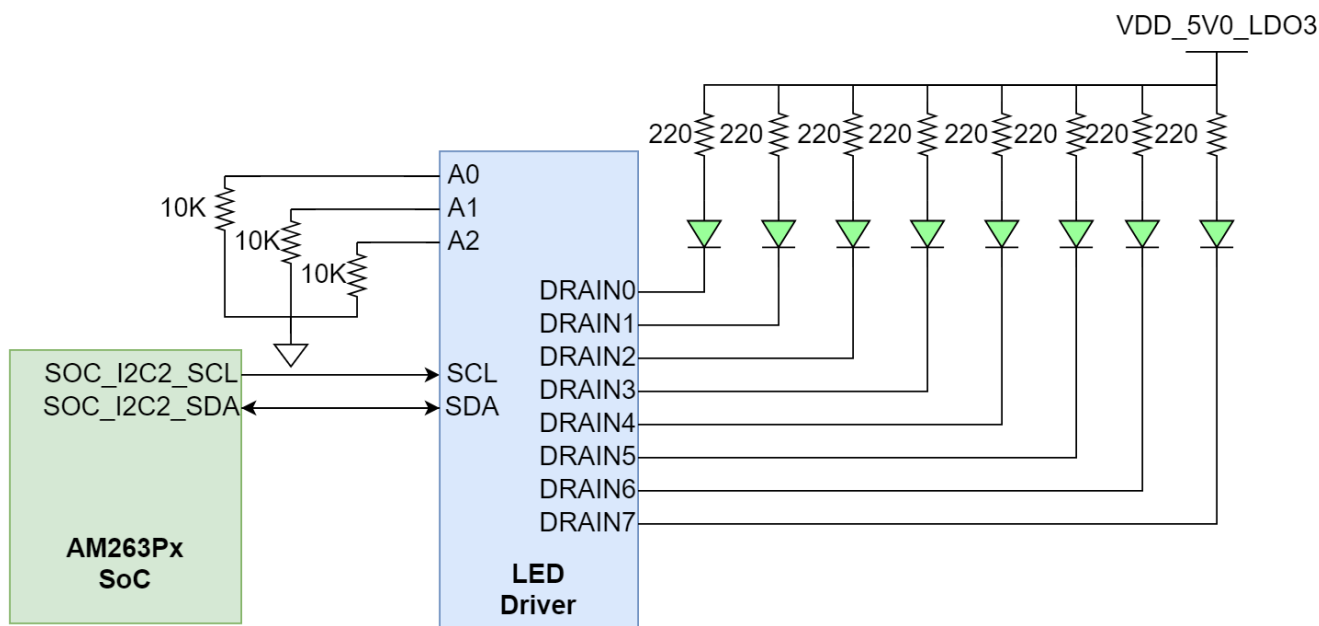 VDD_5V0_LDO3
220 220 220 220 220 220 220 220
A0
10K
A1
10K
A2
10K
DRAIN0
DRAIN1
DRAIN2
DRAIN3
DRAIN4
DRAIN5
DRAIN6
DRAIN7
SOC_I2C2_SCL
SCL
SOC_I2C2_SDA
SDA
AM263Px
SoC
LED
Driver